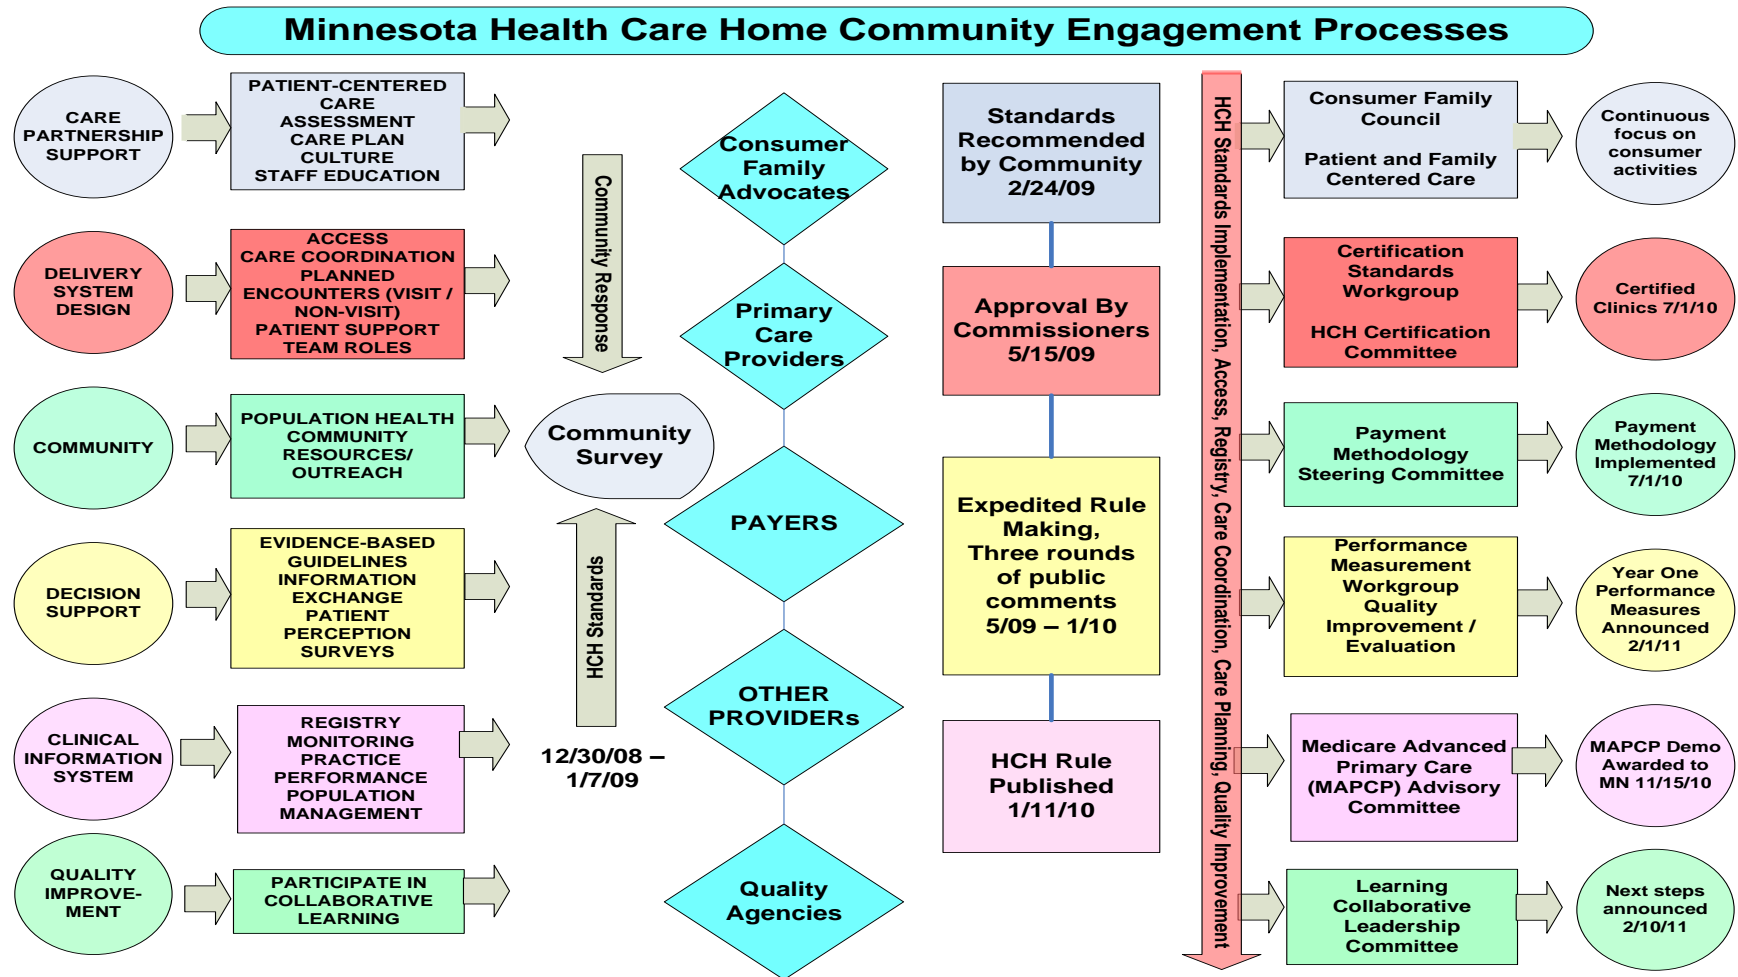 Minnesota Health Care Home Community Engagement Processes
CARE
PARTNERSHIP
SUPPORT
PATIENT-CENTERED
CARE
ASSESSMENT
CARE PLAN
CULTURE
STAFF EDUCATION
DELIVERY
SYSTEM
DESIGN
ACCESS
CARE COORDINATION
PLANNED
ENCOUNTERS (VISIT /
NON-VISIT)
PATIENT SUPPORT
TEAM ROLES
COMMUNITY
POPULATION HEALTH
COMMUNITY
RESOURCES/
OUTREACH
DECISION
SUPPORT
EVIDENCE-BASED
GUIDELINES
INFORMATION
EXCHANGE
PATIENT
PERCEPTION
SURVEYS
CLINICAL
INFORMATION
SYSTEM
REGISTRY
MONITORING
PRACTICE
PERFORMANCE
POPULATION
MANAGEMENT
QUALITY
IMPROVE-
MENT
PARTICIPATE IN
COLLABORATIVE
LEARNING
Community Response
Community
Survey
HCH Standards
12/30/08 –
1/7/09
Consumer
Family
Advocates
Primary
Care
Providers
PAYERS
OTHER
PROVIDERs
Quality
Agencies
Standards
Recommended
by Community
2/24/09
Approval By
Commissioners
5/15/09
Expedited Rule
Making,
Three rounds
of public
comments
5/09 – 1/10
HCH Rule
Published
1/11/10
HCH Standards Implementation, Access, Registry, Care Coordination, Care Planning, Quality Improvement
Consumer Family
Council
Patient and Family
Centered Care
Continuous
focus on
consumer
activities
Certification
Standards
Workgroup
HCH Certification
Committee
Certified
Clinics 7/1/10
Payment
Methodology
Steering Committee
Payment
Methodology
Implemented
7/1/10
Performance
Measurement
Workgroup
Quality
Improvement /
Evaluation
Year One
Performance
Measures
Announced
2/1/11
Medicare Advanced
Primary Care
(MAPCP) Advisory
Committee
MAPCP Demo
Awarded to
MN 11/15/10
Learning
Collaborative
Leadership
Committee
Next steps
announced
2/10/11